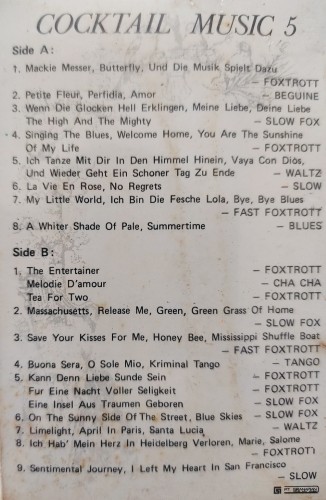 COCKTAIL MUSIC 5
Side A:
1. Mackie Messer, Butterfly, Und Die Musik Spielt Dazu
– FOXTROTT
2. Petite Fleur, Perfidia, Amor – BEGUINE
3. Wenn Die Glocken Hell Erklingen, Meine Liebe, Deine Liebe
The High And The Mighty – SLOW FOX
4. Singing The Blues, Welcome Home, You Are The Sunshine
Of My Life – FOXTROTT
5. Ich Tanze Mit Dir In Den Himmel Hinein, Vaya Con Diós,
Und Wieder Geht Ein Schoner Tag Zu Ende – WALTZ
6. La Vie En Rose, No Regrets – SLOW
7. My Little World, Ich Bin Die Fesche Lola, Bye, Bye Blues
– FAST FOXTROTT
8. A Whiter Shade Of Pale, Summertime – BLUES
Side B:
1. The Entertainer – FOXTROTT
Melodie D'amour – CHA CHA
Tea For Two – FOXTROTT
2. Massachusetts, Release Me, Green, Green Grass Of Home
– SLOW FOX
3. Save Your Kisses For Me, Honey Bee, Mississippi Shuffle Boat
– FAST FOXTROTT
4. Buona Sera, O Sole Mio, Kriminal Tango – TANGO
5. Kann Denn Liebe Sunde Sein – FOXTROTT
Fur Eine Nacht Voller Seligkeit – FOXTROTT
Eine Insel Aus Traumen Geboren – SLOW FOX
6. On The Sunny Side Of The Street, Blue Skies – SLOW FOX
7. Limelight, April In Paris, Santa Lucia – WALTZ
8. Ich Hab' Mein Herz In Heidelberg Verloren, Marie, Salome
– FOXTROTT
9. Sentimental Journey, I Left My Heart In San Francisco
– SLOW